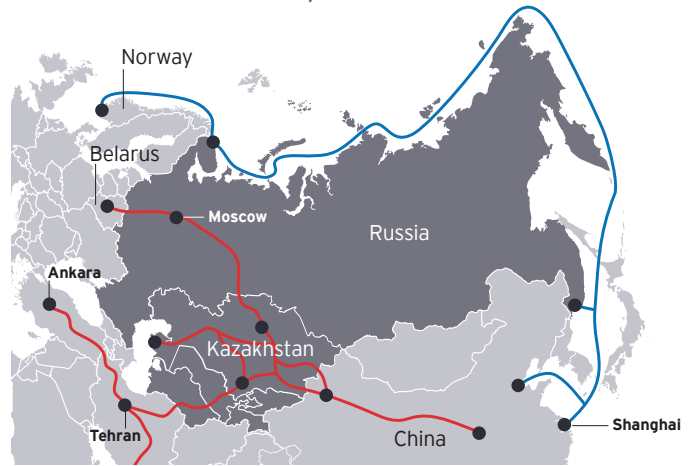 Norway
Belarus
Moscow
Russia
Ankara
Kazakhstan
Tehran
China
Shanghai